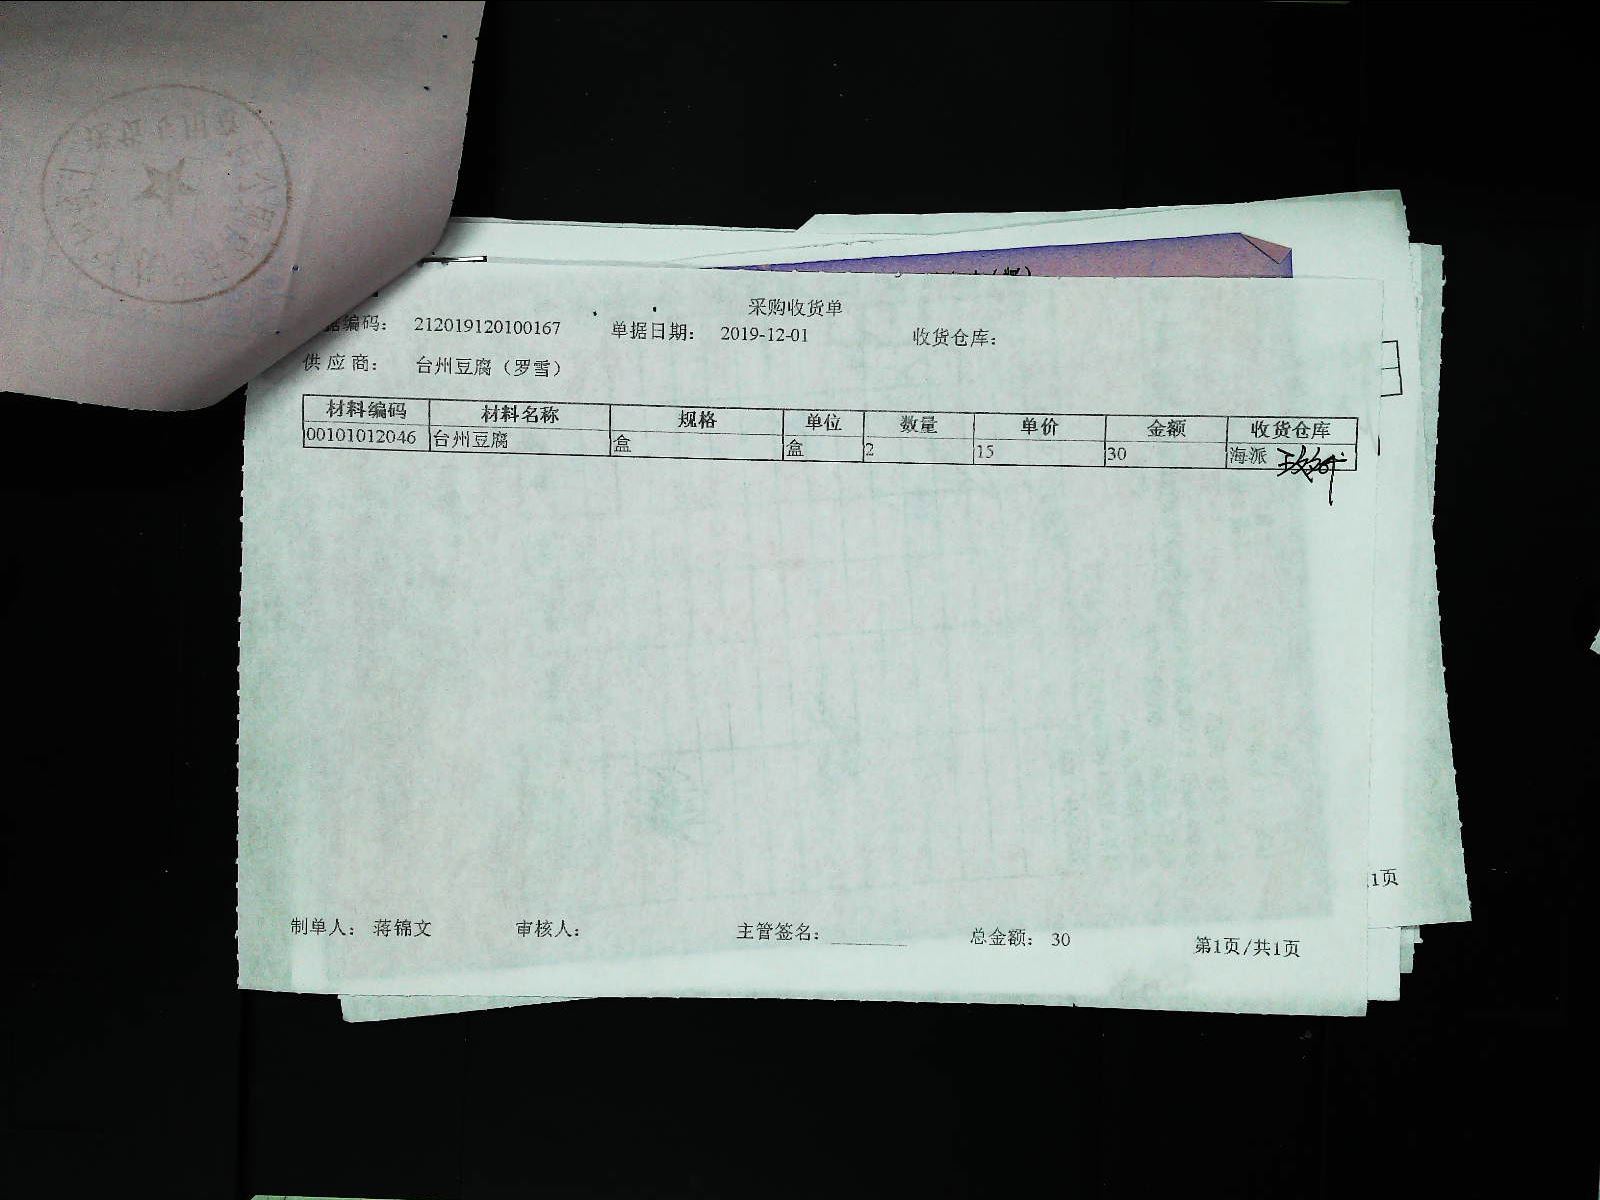 采购收货单
据编码： 212019120100167 单据日期： 2019-12-01 收货仓库：
供应商： 台州豆腐（罗雪）
材料编码 材料名称 规格 单位 数量 单价 金额 收货仓库
00101012046 台州豆腐 盒 盒 2 15 30 海派
1页
制单人： 蒋锦文 审核人： 主管签名： 总金额： 30 第1页/共1页